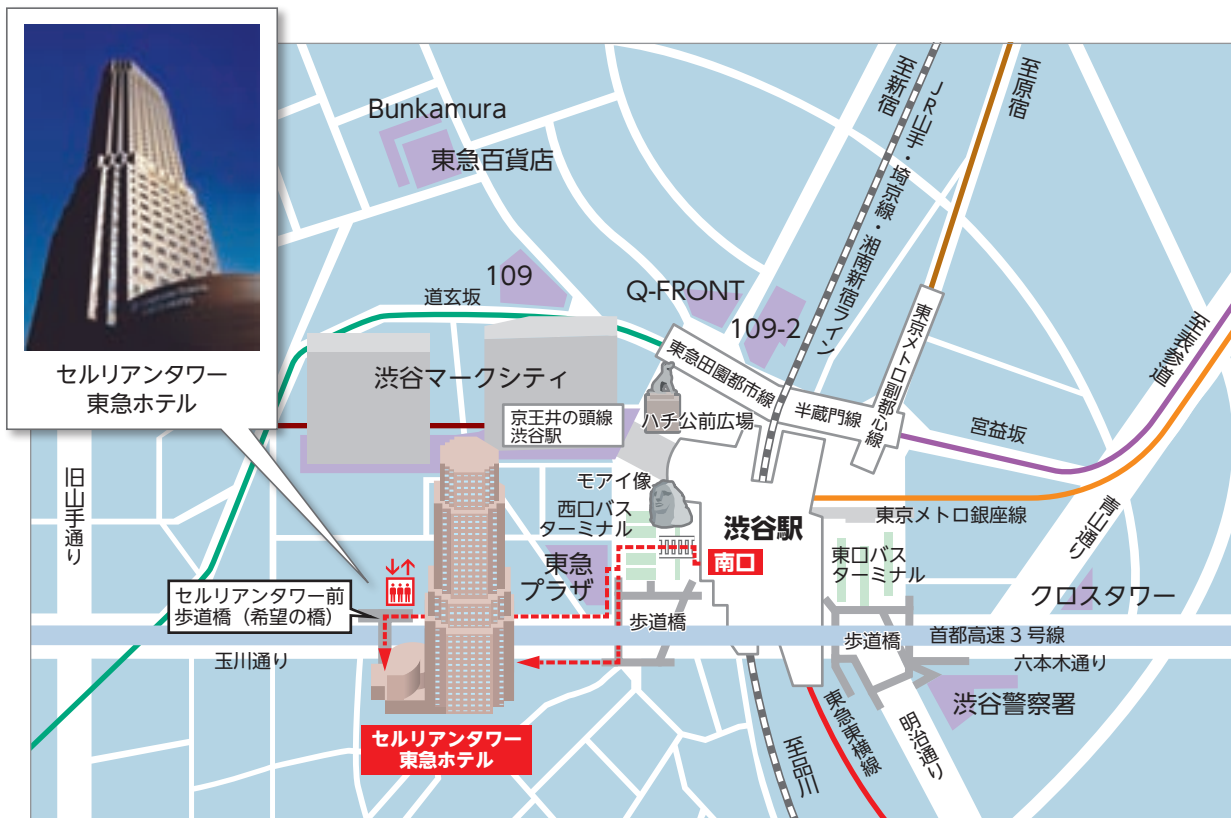 セルリアンタワー
東急ホテル
Bunkamura
東急百貨店
至新宿
JR山手・埼京線・湘南新宿ライン
至原宿
109
道玄坂
Q-FRONT
109-2
東京メトロ副都心線
至表参道
渋谷マークシティ
東急田園都市線
半蔵門線
京王井の頭線
渋谷駅
ハチ公前広場
宮益坂
旧山手通り
モアイ像
西口バス
ターミナル
渋谷駅
東京メトロ銀座線
青山通り
南口
東口バス
ターミナル
東急
プラザ
クロスタワー
セルリアンタワー前
歩道橋（希望の橋）
歩道橋
歩道橋
首都高速3号線
玉川通り
六本木通り
渋谷警察署
セルリアンタワー
東急ホテル
至品川
東急東横線
明治通り